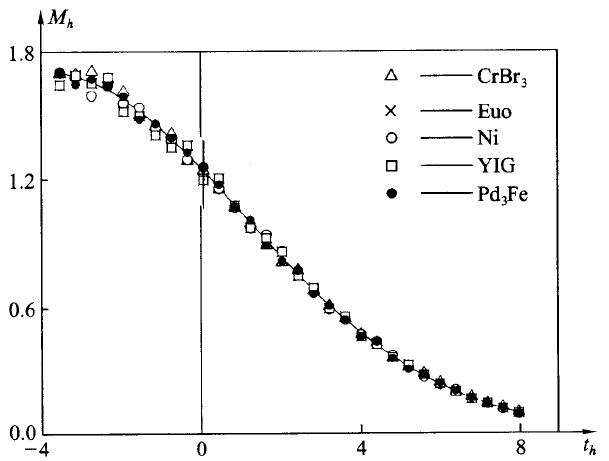 M_h
1.8
CrBr₃
Euo
Ni
1.2
YIG
Pd₃Fe
0.6
0.0
−4 0 4 8 t_h